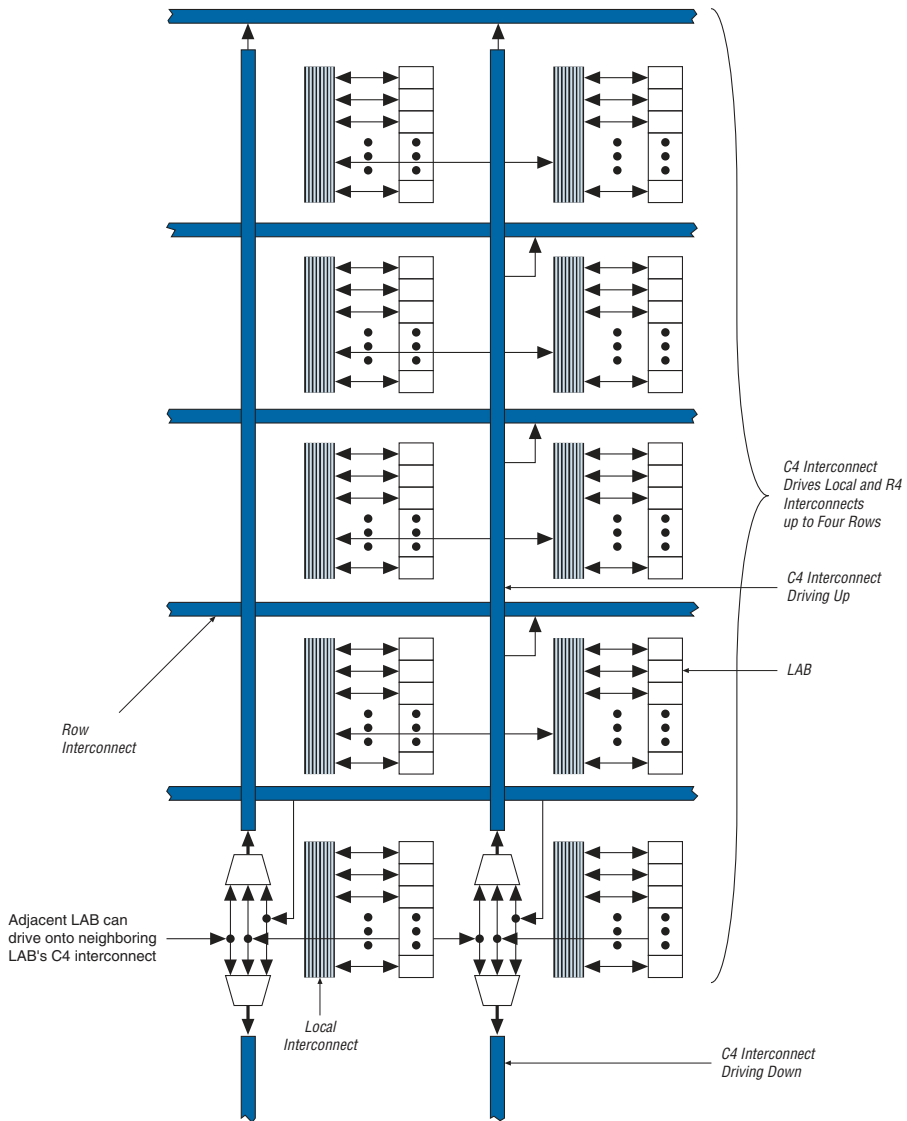 C4 Interconnect
Drives Local and R4
Interconnects
up to Four Rows
C4 Interconnect
Driving Up
LAB
Row
Interconnect
Adjacent LAB can
drive onto neighboring
LAB's C4 interconnect
Local
Interconnect
C4 Interconnect
Driving Down